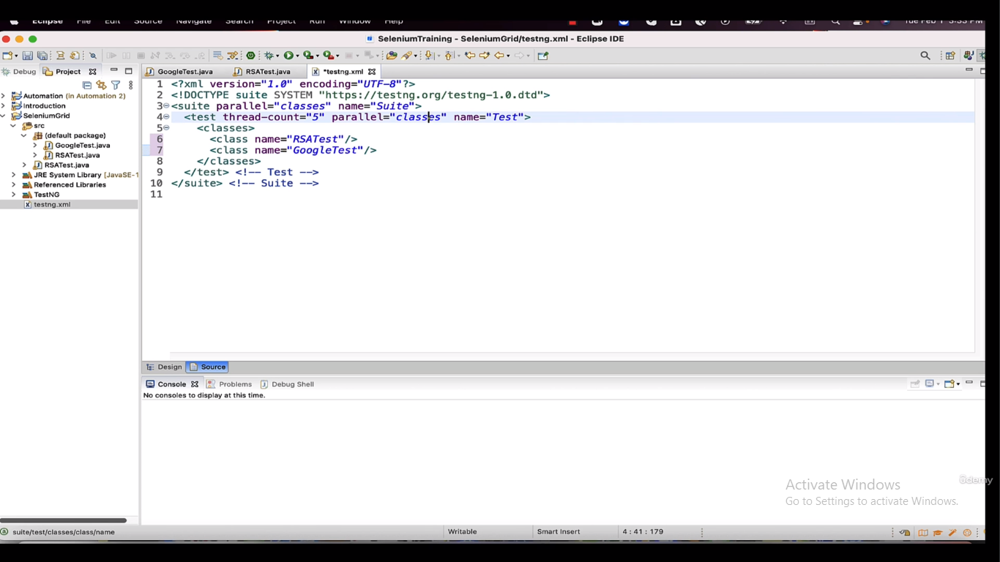 Eclipse File Edit Source Navigate Search Project Run Window Help
SeleniumTraining - SeleniumGrid/testng.xml - Eclipse IDE
Debug Project
GoogleTest.java RSATest.java *testng.xml
Automation (in Automation 2)
Introduction
SeleniumGrid
src
(default package)
GoogleTest.java
RSATest.java
RSATest.java
JRE System Library [JavaSE-1
Referenced Libraries
TestNG
testng.xml
1 <?xml version="1.0" encoding="UTF-8"?>
2 <!DOCTYPE suite SYSTEM "https://testng.org/testng-1.0.dtd">
3 <suite parallel="classes" name="Suite">
4 <test thread-count="5" parallel="classes" name="Test">
5 <classes>
6 <class name="RSATest"/>
7 <class name="GoogleTest"/>
8 </classes>
9 </test> <!-- Test -->
10 </suite> <!-- Suite -->
11
Design Source
Console Problems Debug Shell
No consoles to display at this time.
Activate Windows
Go to Settings to activate Windows.
ûdemy
suite/test/classes/class/name Writable Smart Insert 4 : 41 : 179